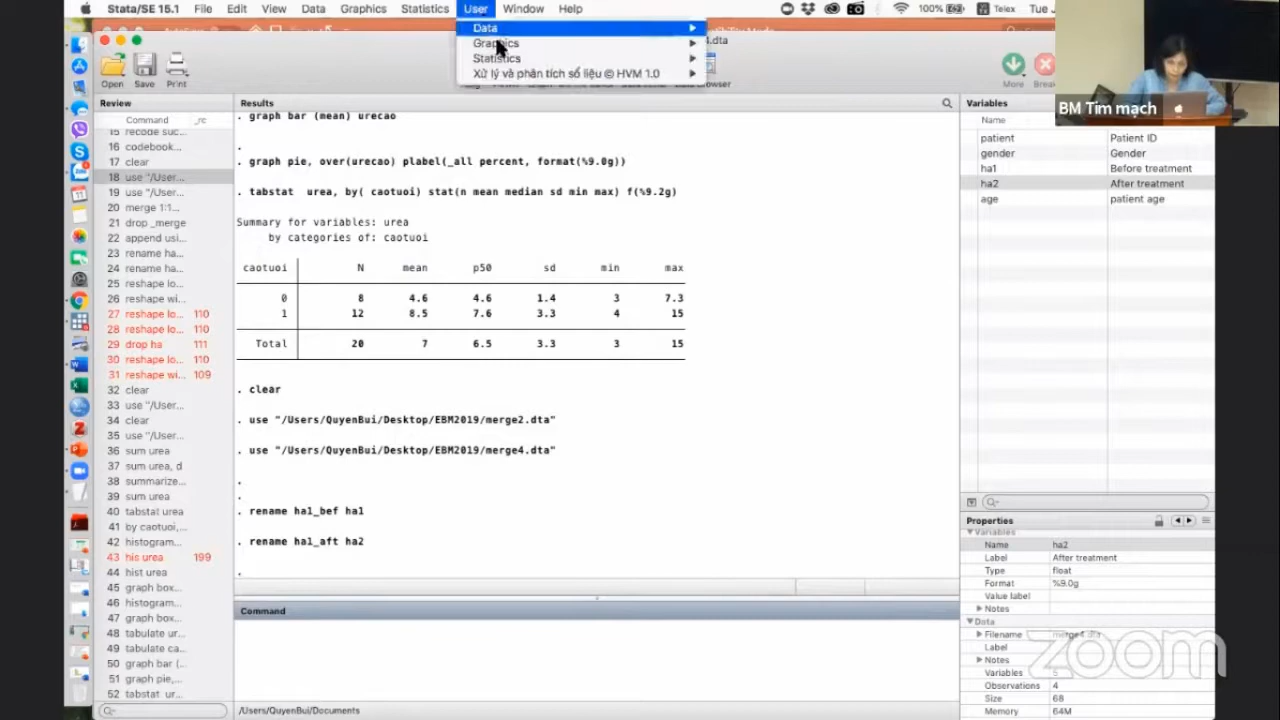 Stata/SE 15.1 File Edit View Data Graphics Statistics User Window Help 100% Telex Tue
Data
Graphics
Statistics
Xử lý và phân tích số liệu © HVM 1.0
4.dta
Open Save Print
More Break
Review
Command _rc
15 recode suc...
16 codebook...
17 clear
18 use "/User...
19 use "/User...
20 merge 1:1...
21 drop _merge
22 append usi...
23 rename ha...
24 rename ha...
25 reshape lo...
26 reshape wi...
27 reshape lo... 110
28 reshape lo... 110
29 drop ha 111
30 reshape lo... 110
31 reshape wi... 109
32 clear
33 use "/User...
34 clear
35 use "/User...
36 sum urea
37 sum urea, d
38 summarize...
39 sum urea
40 tabstat urea
41 by caotuoi,...
42 histogram...
43 his urea 199
44 hist urea
45 graph box...
46 histogram...
47 graph box...
48 tabulate ur...
49 tabulate ca...
50 graph bar (...
51 graph pie,...
52 tabstat ur...
Results
. graph bar (mean) urecao
.
. graph pie, over(urecao) plabel(_all percent, format(%9.0g))
. tabstat urea, by( caotuoi) stat(n mean median sd min max) f(%9.2g)
Summary for variables: urea
by categories of: caotuoi
caotuoi N mean p50 sd min max
0 8 4.6 4.6 1.4 3 7.3
1 12 8.5 7.6 3.3 4 15
Total 20 7 6.5 3.3 3 15
. clear
. use "/Users/QuyenBui/Desktop/EBM2019/merge2.dta"
. use "/Users/QuyenBui/Desktop/EBM2019/merge4.dta"
.
.
. rename ha1_bef ha1
. rename ha1_aft ha2
.
Command
/Users/QuyenBui/Documents
BM Tim mạch
Variables
Name
patient Patient ID
gender Gender
ha1 Before treatment
ha2 After treatment
age patient age
Properties
Variables
Name ha2
Label After treatment
Type float
Format %9.0g
Value label
Notes
Data
Filename merge4.dta
Label
Notes
Variables 5
Observations 4
Size 68
Memory 64M
zoom